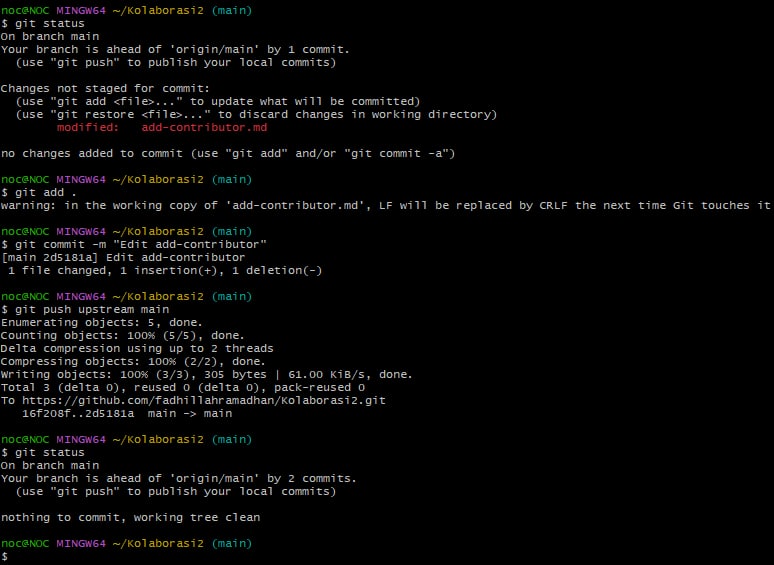 noc@NOC MINGW64 ~/Kolaborasi2 (main)
$ git status
On branch main
Your branch is ahead of 'origin/main' by 1 commit.
  (use "git push" to publish your local commits)

Changes not staged for commit:
  (use "git add <file>..." to update what will be committed)
  (use "git restore <file>..." to discard changes in working directory)
        modified:   add-contributor.md

no changes added to commit (use "git add" and/or "git commit -a")

noc@NOC MINGW64 ~/Kolaborasi2 (main)
$ git add .
warning: in the working copy of 'add-contributor.md', LF will be replaced by CRLF the next time Git touches it

noc@NOC MINGW64 ~/Kolaborasi2 (main)
$ git commit -m "Edit add-contributor"
[main 2d5181a] Edit add-contributor
 1 file changed, 1 insertion(+), 1 deletion(-)

noc@NOC MINGW64 ~/Kolaborasi2 (main)
$ git push upstream main
Enumerating objects: 5, done.
Counting objects: 100% (5/5), done.
Delta compression using up to 2 threads
Compressing objects: 100% (2/2), done.
Writing objects: 100% (3/3), 305 bytes | 61.00 KiB/s, done.
Total 3 (delta 0), reused 0 (delta 0), pack-reused 0
To https://github.com/fadhillahramadhan/Kolaborasi2.git
   16f208f..2d5181a  main -> main

noc@NOC MINGW64 ~/Kolaborasi2 (main)
$ git status
On branch main
Your branch is ahead of 'origin/main' by 2 commits.
  (use "git push" to publish your local commits)

nothing to commit, working tree clean

noc@NOC MINGW64 ~/Kolaborasi2 (main)
$